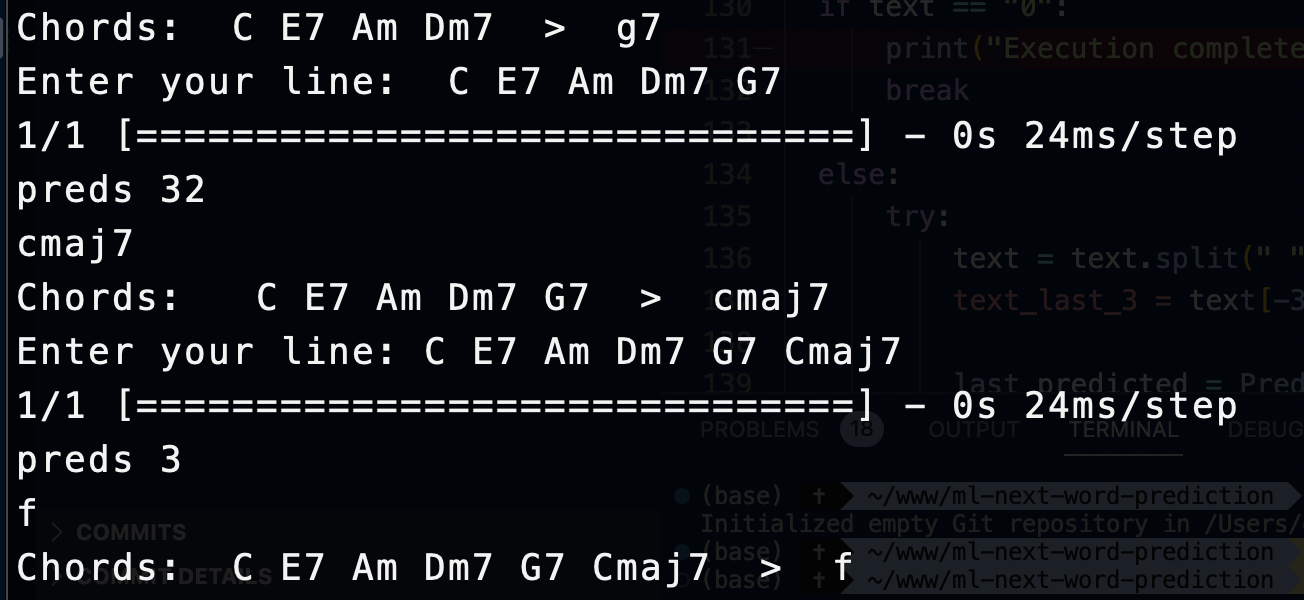 Chords:  C E7 Am Dm7  >  g7
Enter your line:  C E7 Am Dm7 G7
1/1 [==============================] - 0s 24ms/step
preds 32
cmaj7
Chords:   C E7 Am Dm7 G7  >  cmaj7
Enter your line: C E7 Am Dm7 G7 Cmaj7
1/1 [==============================] - 0s 24ms/step
preds 3
f
Chords:  C E7 Am Dm7 G7 Cmaj7  >  f
130 if text == "0":
131 print("Execution complete
132 break
133
134 else:
135 try:
136 text = text.split(" "
text_last_3 = text[-3
138
139 last_predicted = Pred
PROBLEMS 18 OUTPUT TERMINAL DEBUG
(base) ~/www/ml-next-word-prediction
Initialized empty Git repository in /Users/
(base) ~/www/ml-next-word-prediction
(base) ~/www/ml-next-word-prediction
COMMITS
COMMIT DETAILS